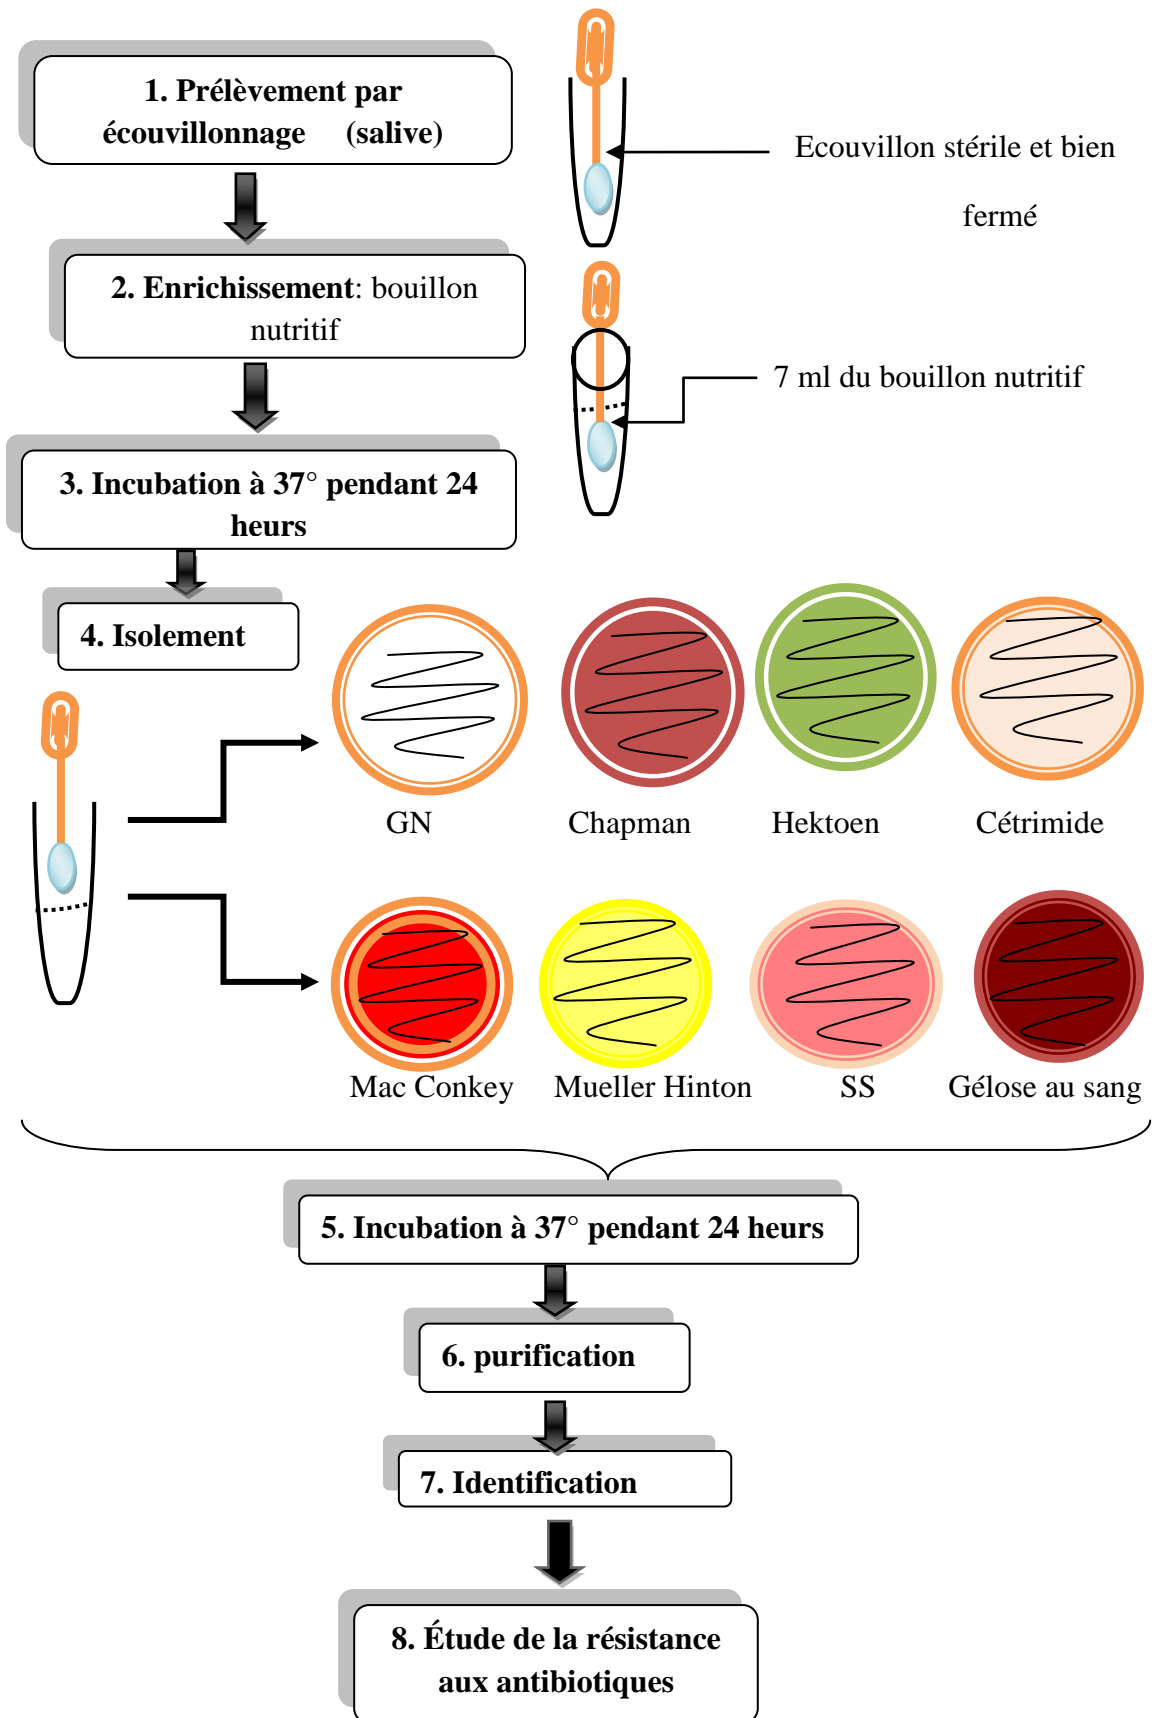 1. Prélèvement par
écouvillonnage (salive)
Ecouvillon stérile et bien
fermé
2. Enrichissement: bouillon
nutritif
7 ml du bouillon nutritif
3. Incubation à 37° pendant 24
heurs
4. Isolement
GN
Chapman
Hektoen
Cétrimide
Mac Conkey
Mueller Hinton
SS
Gélose au sang
5. Incubation à 37° pendant 24 heurs
6. purification
7. Identification
8. Étude de la résistance
aux antibiotiques